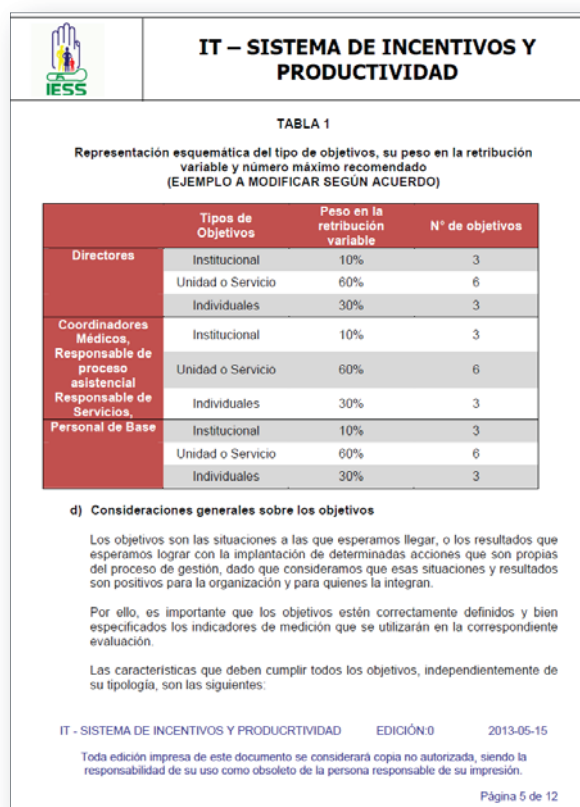 IESS
IT – SISTEMA DE INCENTIVOS Y
PRODUCTIVIDAD
TABLA 1
Representación esquemática del tipo de objetivos, su peso en la retribución
variable y número máximo recomendado
(EJEMPLO A MODIFICAR SEGÚN ACUERDO)
Tipos de Objetivos Peso en la retribución variable N° de objetivos
Directores Institucional 10% 3
Unidad o Servicio 60% 6
Individuales 30% 3
Coordinadores
Médicos, Institucional 10% 3
Responsable de
proceso Unidad o Servicio 60% 6
asistencial
Responsable de
Servicios, Individuales 30% 3
Personal de Base Institucional 10% 3
Unidad o Servicio 60% 6
Individuales 30% 3
d) Consideraciones generales sobre los objetivos
Los objetivos son las situaciones a las que esperamos llegar, o los resultados que
esperamos lograr con la implantación de determinadas acciones que son propias
del proceso de gestión, dado que consideramos que esas situaciones y resultados
son positivos para la organización y para quienes la integran.
Por ello, es importante que los objetivos estén correctamente definidos y bien
especificados los indicadores de medición que se utilizarán en la correspondiente
evaluación.
Las características que deben cumplir todos los objetivos, independientemente de
su tipología, son las siguientes:
IT - SISTEMA DE INCENTIVOS Y PRODUCRTIVIDAD EDICIÓN:0 2013-05-15
Toda edición impresa de este documento se considerará copia no autorizada, siendo la
responsabilidad de su uso como obsoleto de la persona responsable de su impresión.
Página 5 de 12